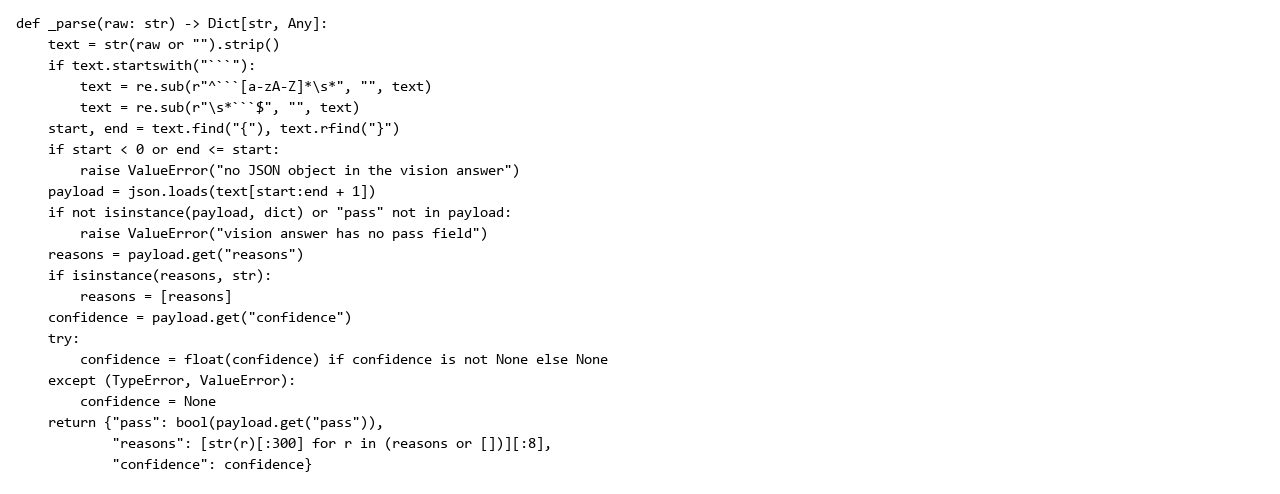 def _parse(raw: str) -> Dict[str, Any]:
    text = str(raw or "").strip()
    if text.startswith("```"):
        text = re.sub(r"^```[a-zA-Z]*\s*", "", text)
        text = re.sub(r"\s*```$", "", text)
    start, end = text.find("{"), text.rfind("}")
    if start < 0 or end <= start:
        raise ValueError("no JSON object in the vision answer")
    payload = json.loads(text[start:end + 1])
    if not isinstance(payload, dict) or "pass" not in payload:
        raise ValueError("vision answer has no pass field")
    reasons = payload.get("reasons")
    if isinstance(reasons, str):
        reasons = [reasons]
    confidence = payload.get("confidence")
    try:
        confidence = float(confidence) if confidence is not None else None
    except (TypeError, ValueError):
        confidence = None
    return {"pass": bool(payload.get("pass")),
            "reasons": [str(r)[:300] for r in (reasons or [])][:8],
            "confidence": confidence}